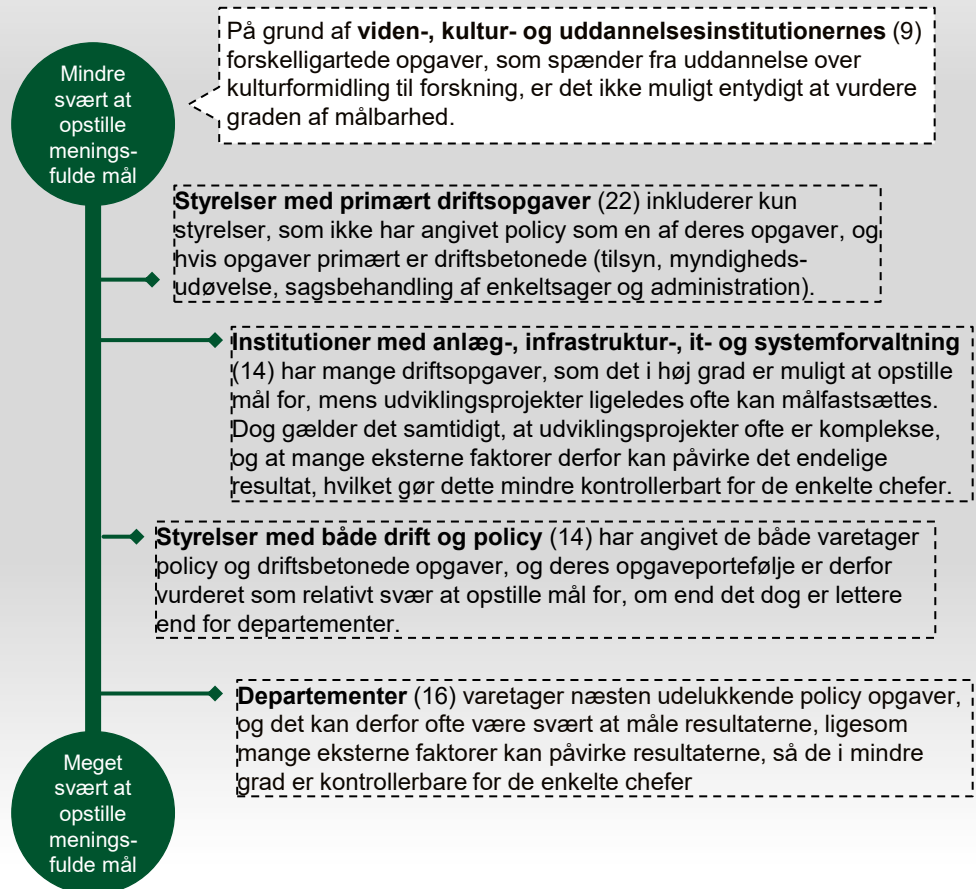 På grund af viden-, kultur- og uddannelsesinstitutionernes (9)
forskelligartede opgaver, som spænder fra uddannelse over
kulturformidling til forskning, er det ikke muligt entydigt at vurdere
graden af målbarhed.
Mindre
svært at
opstille
menings-
fulde mål
Styrelser med primært driftsopgaver (22) inkluderer kun
styrelser, som ikke har angivet policy som en af deres opgaver, og
hvis opgaver primært er driftsbetonede (tilsyn, myndigheds-
udøvelse, sagsbehandling af enkeltsager og administration).
Institutioner med anlæg-, infrastruktur-, it- og systemforvaltning
(14) har mange driftsopgaver, som det i høj grad er muligt at opstille
mål for, mens udviklingsprojekter ligeledes ofte kan målfastsættes.
Dog gælder det samtidigt, at udviklingsprojekter ofte er komplekse,
og at mange eksterne faktorer derfor kan påvirke det endelige
resultat, hvilket gør dette mindre kontrollerbart for de enkelte chefer.
Styrelser med både drift og policy (14) har angivet de både varetager
policy og driftsbetonede opgaver, og deres opgaveportefølje er derfor
vurderet som relativt svær at opstille mål for, om end det dog er lettere
end for departementer.
Departementer (16) varetager næsten udelukkende policy opgaver,
og det kan derfor ofte være svært at måle resultaterne, ligesom
mange eksterne faktorer kan påvirke resultaterne, så de i mindre
grad er kontrollerbare for de enkelte chefer
Meget
svært at
opstille
menings-
fulde mål